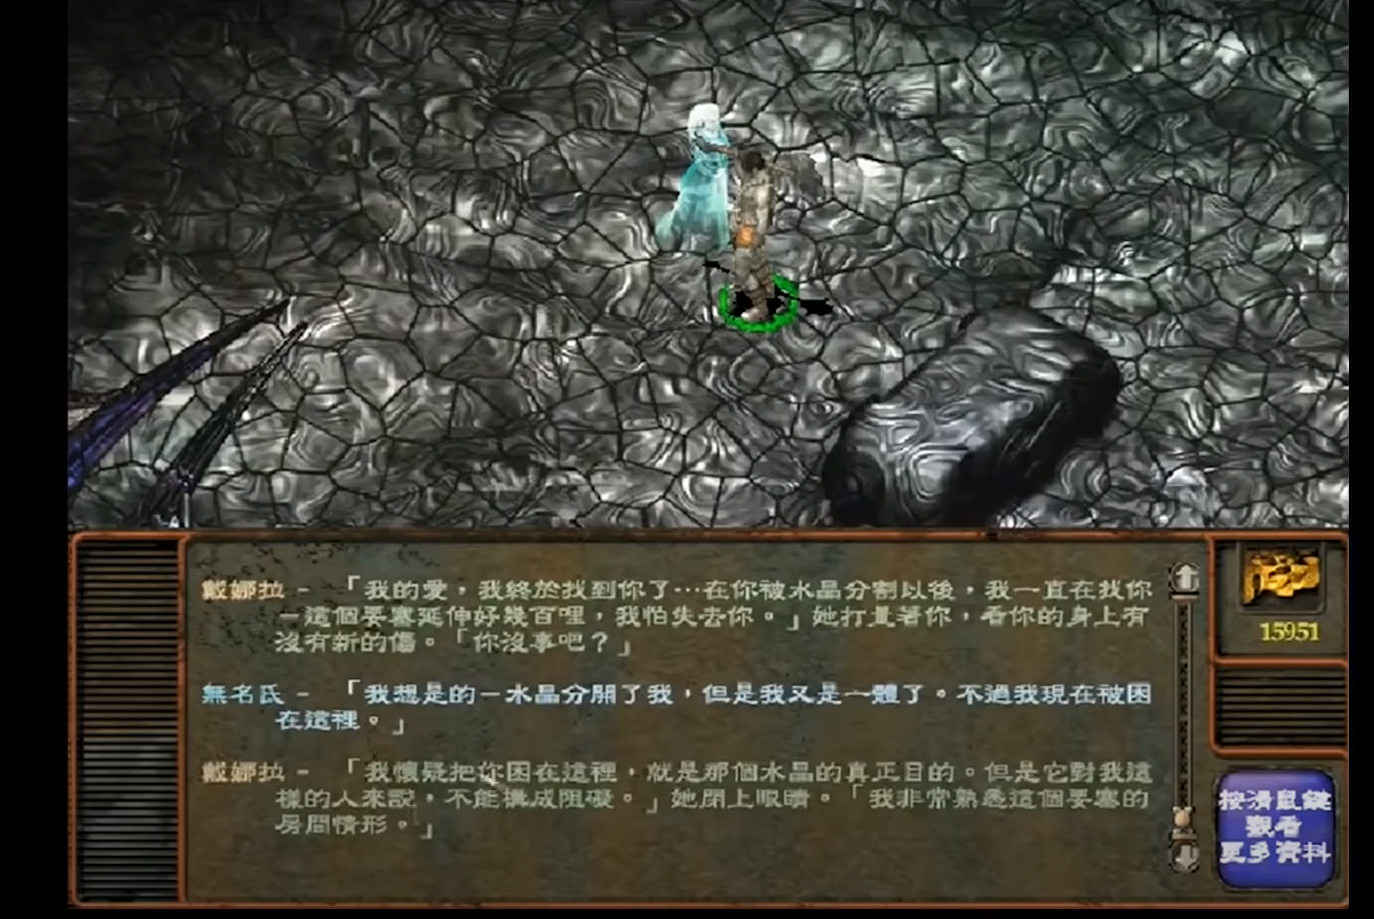 戴娜拉 - 「我的愛，我終於找到你了…在你被水晶分割以後，我一直在找你
－這個要塞延伸好幾百哩，我怕失去你。」她打量著你，看你的身上有
沒有新的傷。「你沒事吧？」
無名氏 - 「我想是的－水晶分開了我，但是我又是一體了。不過我現在被困
在這裡。」
戴娜拉 - 「我懷疑把你困在這裡，就是那個水晶的真正目的。但是它對我這
樣的人來說，不能構成阻礙。」她閉上眼睛。「我非常熟悉這個要塞的
房間情形。」
15951
按滑鼠鍵
觀看
更多資料